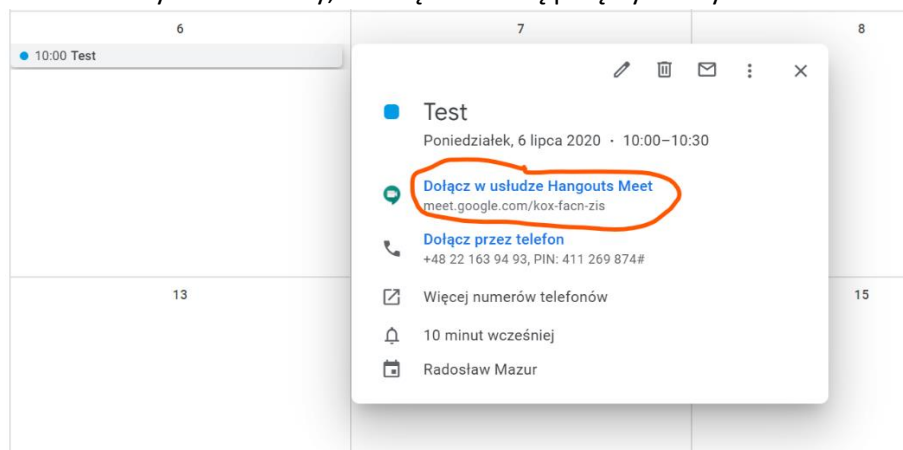 6 7 8
10:00 Test
Test
Poniedziałek, 6 lipca 2020 · 10:00–10:30
Dołącz w usłudze Hangouts Meet
meet.google.com/kox-facn-zis
Dołącz przez telefon
+48 22 163 94 93, PIN: 411 269 874#
13 15
Więcej numerów telefonów
10 minut wcześniej
Radosław Mazur